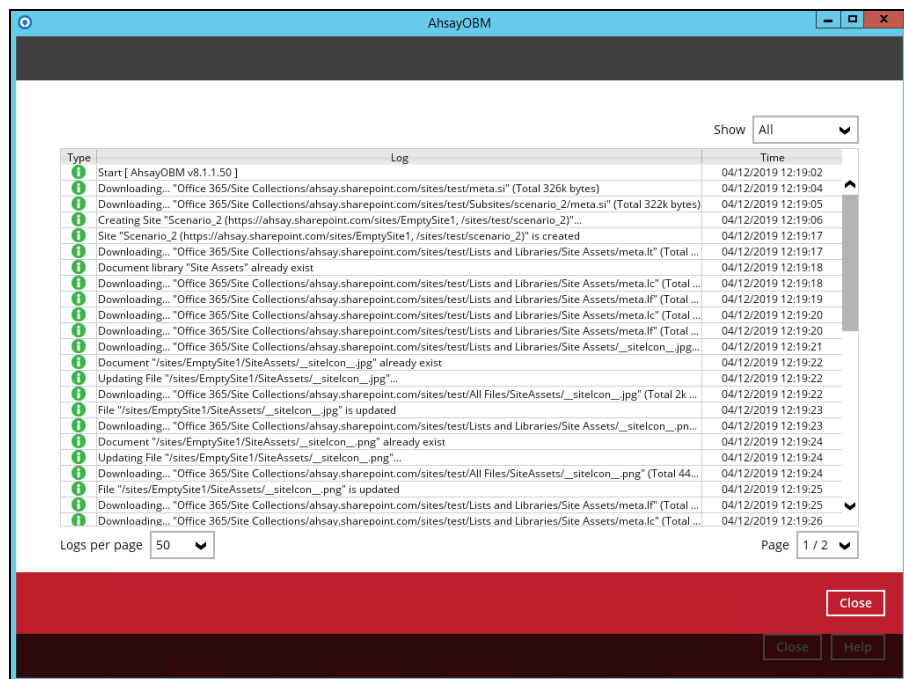 AhsayOBM
Show All
Type Log Time
Start [ AhsayOBM v8.1.1.50 ] 04/12/2019 12:19:02
Downloading... "Office 365/Site Collections/ahsay.sharepoint.com/sites/test/meta.si" (Total 326k bytes) 04/12/2019 12:19:04
Downloading... "Office 365/Site Collections/ahsay.sharepoint.com/sites/test/Subsites/scenario_2/meta.si" (Total 322k bytes) 04/12/2019 12:19:05
Creating Site "Scenario_2 (https://ahsay.sharepoint.com/sites/EmptySite1, /sites/test/scenario_2)"... 04/12/2019 12:19:06
Site "Scenario_2 (https://ahsay.sharepoint.com/sites/EmptySite1, /sites/test/scenario_2)" is created 04/12/2019 12:19:17
Downloading... "Office 365/Site Collections/ahsay.sharepoint.com/sites/test/Lists and Libraries/Site Assets/meta.lt" (Total ... 04/12/2019 12:19:17
Document library "Site Assets" already exist 04/12/2019 12:19:18
Downloading... "Office 365/Site Collections/ahsay.sharepoint.com/sites/test/Lists and Libraries/Site Assets/meta.lc" (Total ... 04/12/2019 12:19:18
Downloading... "Office 365/Site Collections/ahsay.sharepoint.com/sites/test/Lists and Libraries/Site Assets/meta.lf" (Total ... 04/12/2019 12:19:19
Downloading... "Office 365/Site Collections/ahsay.sharepoint.com/sites/test/Lists and Libraries/Site Assets/meta.lc" (Total ... 04/12/2019 12:19:20
Downloading... "Office 365/Site Collections/ahsay.sharepoint.com/sites/test/Lists and Libraries/Site Assets/meta.lf" (Total ... 04/12/2019 12:19:20
Downloading... "Office 365/Site Collections/ahsay.sharepoint.com/sites/test/Lists and Libraries/Site Assets/__siteIcon__.jpg... 04/12/2019 12:19:21
Document "/sites/EmptySite1/SiteAssets/__siteIcon__.jpg" already exist 04/12/2019 12:19:22
Updating File "/sites/EmptySite1/SiteAssets/__siteIcon__.jpg"... 04/12/2019 12:19:22
Downloading... "Office 365/Site Collections/ahsay.sharepoint.com/sites/test/All Files/SiteAssets/__siteIcon__.jpg" (Total 2k ... 04/12/2019 12:19:22
File "/sites/EmptySite1/SiteAssets/__siteIcon__.jpg" is updated 04/12/2019 12:19:23
Downloading... "Office 365/Site Collections/ahsay.sharepoint.com/sites/test/Lists and Libraries/Site Assets/__siteIcon__.pn... 04/12/2019 12:19:23
Document "/sites/EmptySite1/SiteAssets/__siteIcon__.png" already exist 04/12/2019 12:19:24
Updating File "/sites/EmptySite1/SiteAssets/__siteIcon__.png"... 04/12/2019 12:19:24
Downloading... "Office 365/Site Collections/ahsay.sharepoint.com/sites/test/All Files/SiteAssets/__siteIcon__.png" (Total 44... 04/12/2019 12:19:24
File "/sites/EmptySite1/SiteAssets/__siteIcon__.png" is updated 04/12/2019 12:19:25
Downloading... "Office 365/Site Collections/ahsay.sharepoint.com/sites/test/Lists and Libraries/Site Assets/meta.lf" (Total ... 04/12/2019 12:19:25
Downloading... "Office 365/Site Collections/ahsay.sharepoint.com/sites/test/Lists and Libraries/Site Assets/meta.lc" (Total ... 04/12/2019 12:19:26
Logs per page 50 Page 1 / 2
Close
Close Help